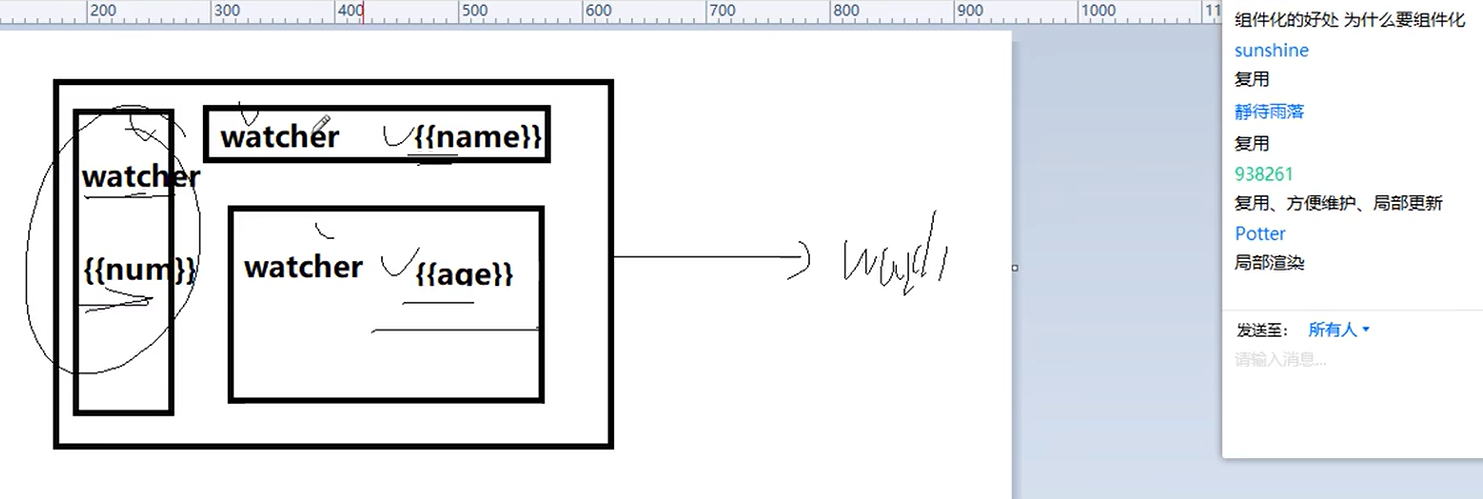 200 300 400 500 600 700 800 900 1000 11
watcher {{name}}
watcher
{{num}}
watcher {{age}}
组件化的好处 为什么要组件化
sunshine
复用
靜待雨落
复用
938261
复用、方便维护、局部更新
Potter
局部渲染
发送至： 所有人
请输入消息...